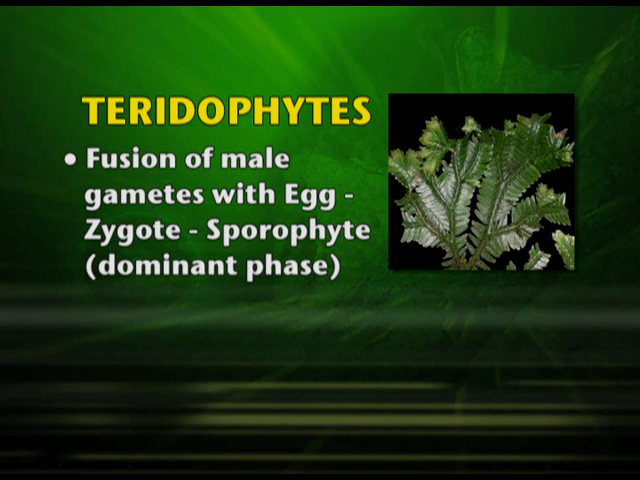 TERIDOPHYTES
• Fusion of male
gametes with Egg -
Zygote - Sporophyte
(dominant phase)